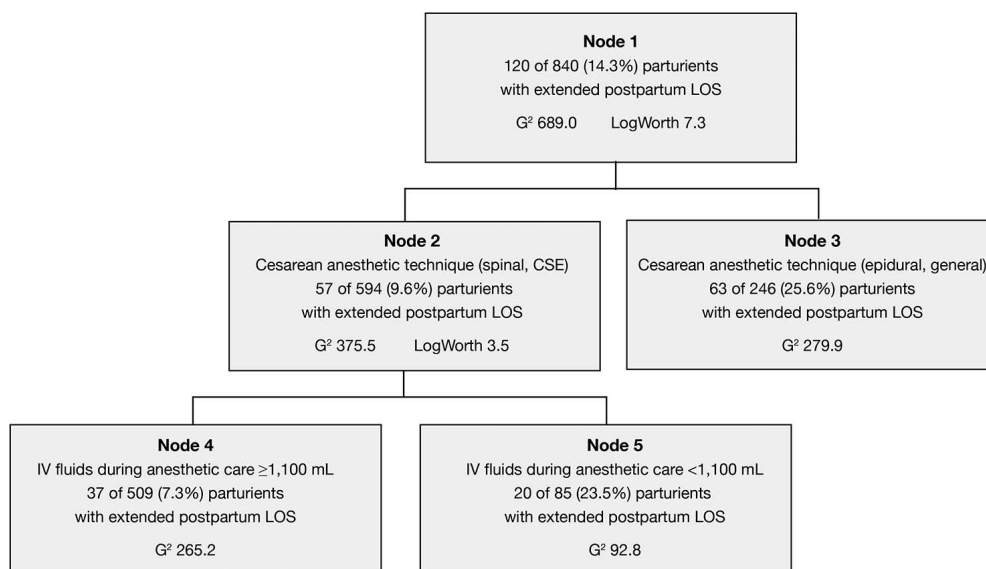 Node 1
120 of 840 (14.3%) parturients
with extended postpartum LOS
G² 689.0 LogWorth 7.3
Node 2
Cesarean anesthetic technique (spinal, CSE)
57 of 594 (9.6%) parturients
with extended postpartum LOS
G² 375.5 LogWorth 3.5
Node 3
Cesarean anesthetic technique (epidural, general)
63 of 246 (25.6%) parturients
with extended postpartum LOS
G² 279.9
Node 4
IV fluids during anesthetic care ≥1,100 mL
37 of 509 (7.3%) parturients
with extended postpartum LOS
G² 265.2
Node 5
IV fluids during anesthetic care <1,100 mL
20 of 85 (23.5%) parturients
with extended postpartum LOS
G² 92.8